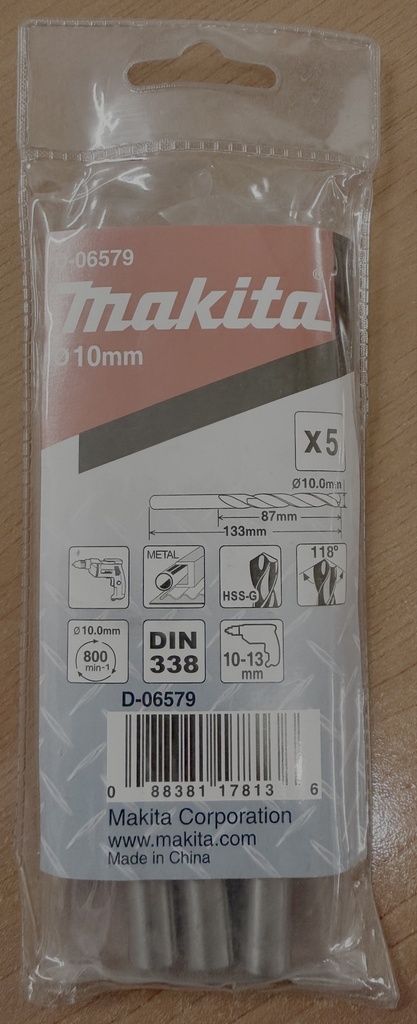 D-06579
makita®
Ø10mm
X5
Ø10.0mm
87mm
133mm
METAL
HSS-G
118°
Ø10.0mm
800
min-1
DIN
338
10-13
mm
D-06579
0 88381 17813 6
Makita Corporation
www.makita.com
Made in China